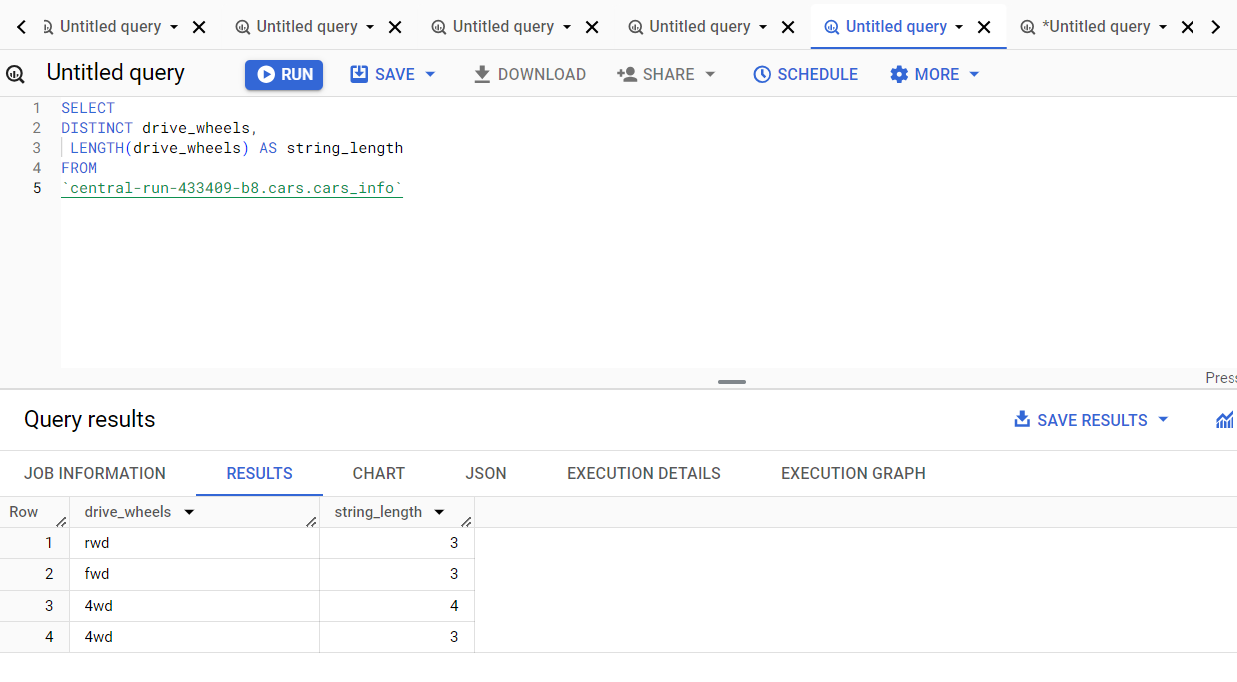 Untitled query Untitled query Untitled query Untitled query Untitled query *Untitled query
Untitled query RUN SAVE DOWNLOAD SHARE SCHEDULE MORE
1 SELECT
2 DISTINCT drive_wheels,
3 LENGTH(drive_wheels) AS string_length
4 FROM
5 `central-run-433409-b8.cars.cars_info`
Press
Query results SAVE RESULTS
JOB INFORMATION RESULTS CHART JSON EXECUTION DETAILS EXECUTION GRAPH
Row drive_wheels string_length
1 rwd 3
2 fwd 3
3 4wd 4
4 4wd 3